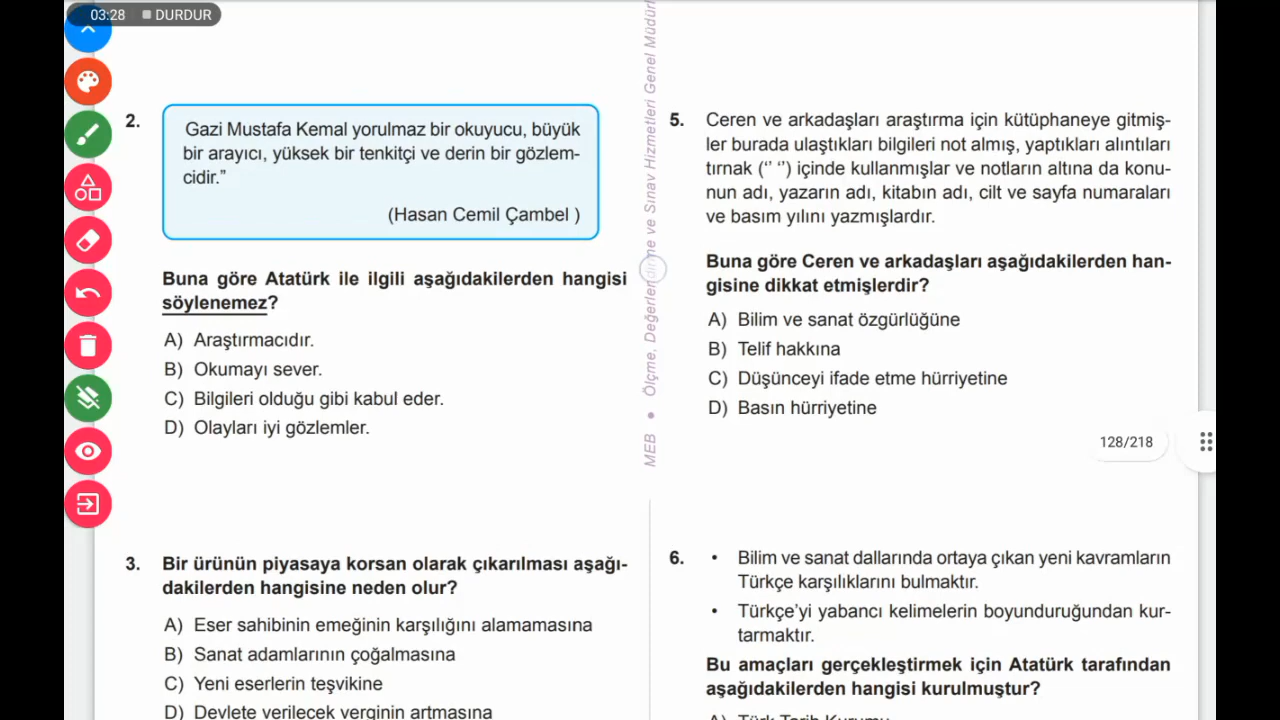 03:28 DURDUR
2.
Gazi Mustafa Kemal yorulmaz bir okuyucu, büyük
bir arayıcı, yüksek bir tenkitçi ve derin bir gözlem-
cidir.”
(Hasan Cemil Çambel )
Buna göre Atatürk ile ilgili aşağıdakilerden hangisi
söylenemez?
A) Araştırmacıdır.
B) Okumayı sever.
C) Bilgileri olduğu gibi kabul eder.
D) Olayları iyi gözlemler.
3. Bir ürünün piyasaya korsan olarak çıkarılması aşağı-
dakilerden hangisine neden olur?
A) Eser sahibinin emeğinin karşılığını alamamasına
B) Sanat adamlarının çoğalmasına
C) Yeni eserlerin teşvikine
D) Devlete verilecek verginin artmasına
MEB • Ölçme, Değerlendirme ve Sınav Hizmetleri Genel Müdür
5. Ceren ve arkadaşları araştırma için kütüphaneye gitmiş-
ler burada ulaştıkları bilgileri not almış, yaptıkları alıntıları
tırnak (‘’ ‘’) içinde kullanmışlar ve notların altına da konu-
nun adı, yazarın adı, kitabın adı, cilt ve sayfa numaraları
ve basım yılını yazmışlardır.
Buna göre Ceren ve arkadaşları aşağıdakilerden han-
gisine dikkat etmişlerdir?
A) Bilim ve sanat özgürlüğüne
B) Telif hakkına
C) Düşünceyi ifade etme hürriyetine
D) Basın hürriyetine
128/218
6. • Bilim ve sanat dallarında ortaya çıkan yeni kavramların
Türkçe karşılıklarını bulmaktır.
• Türkçe’yi yabancı kelimelerin boyunduruğundan kur-
tarmaktır.
Bu amaçları gerçekleştirmek için Atatürk tarafından
aşağıdakilerden hangisi kurulmuştur?
A) Türk Tarih Kurumu